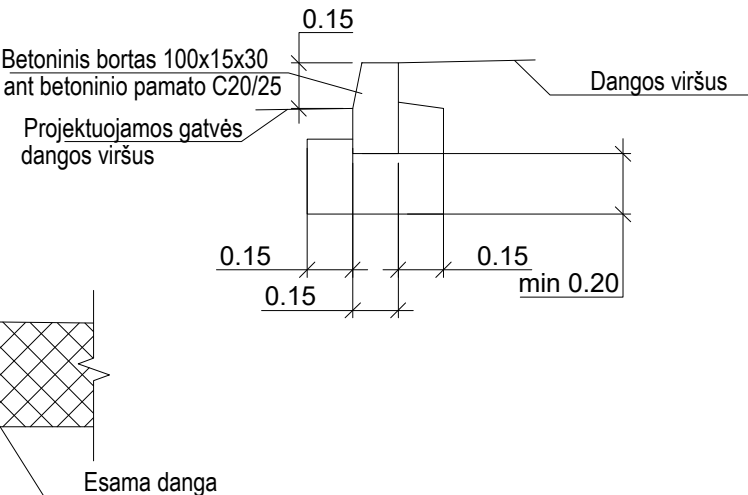 0.15
Betoninis bortas 100x15x30
ant betoninio pamato C20/25
Dangos viršus
Projektuojamos gatvės
dangos viršus
0.15
0.15
min 0.20
0.15
Esama danga